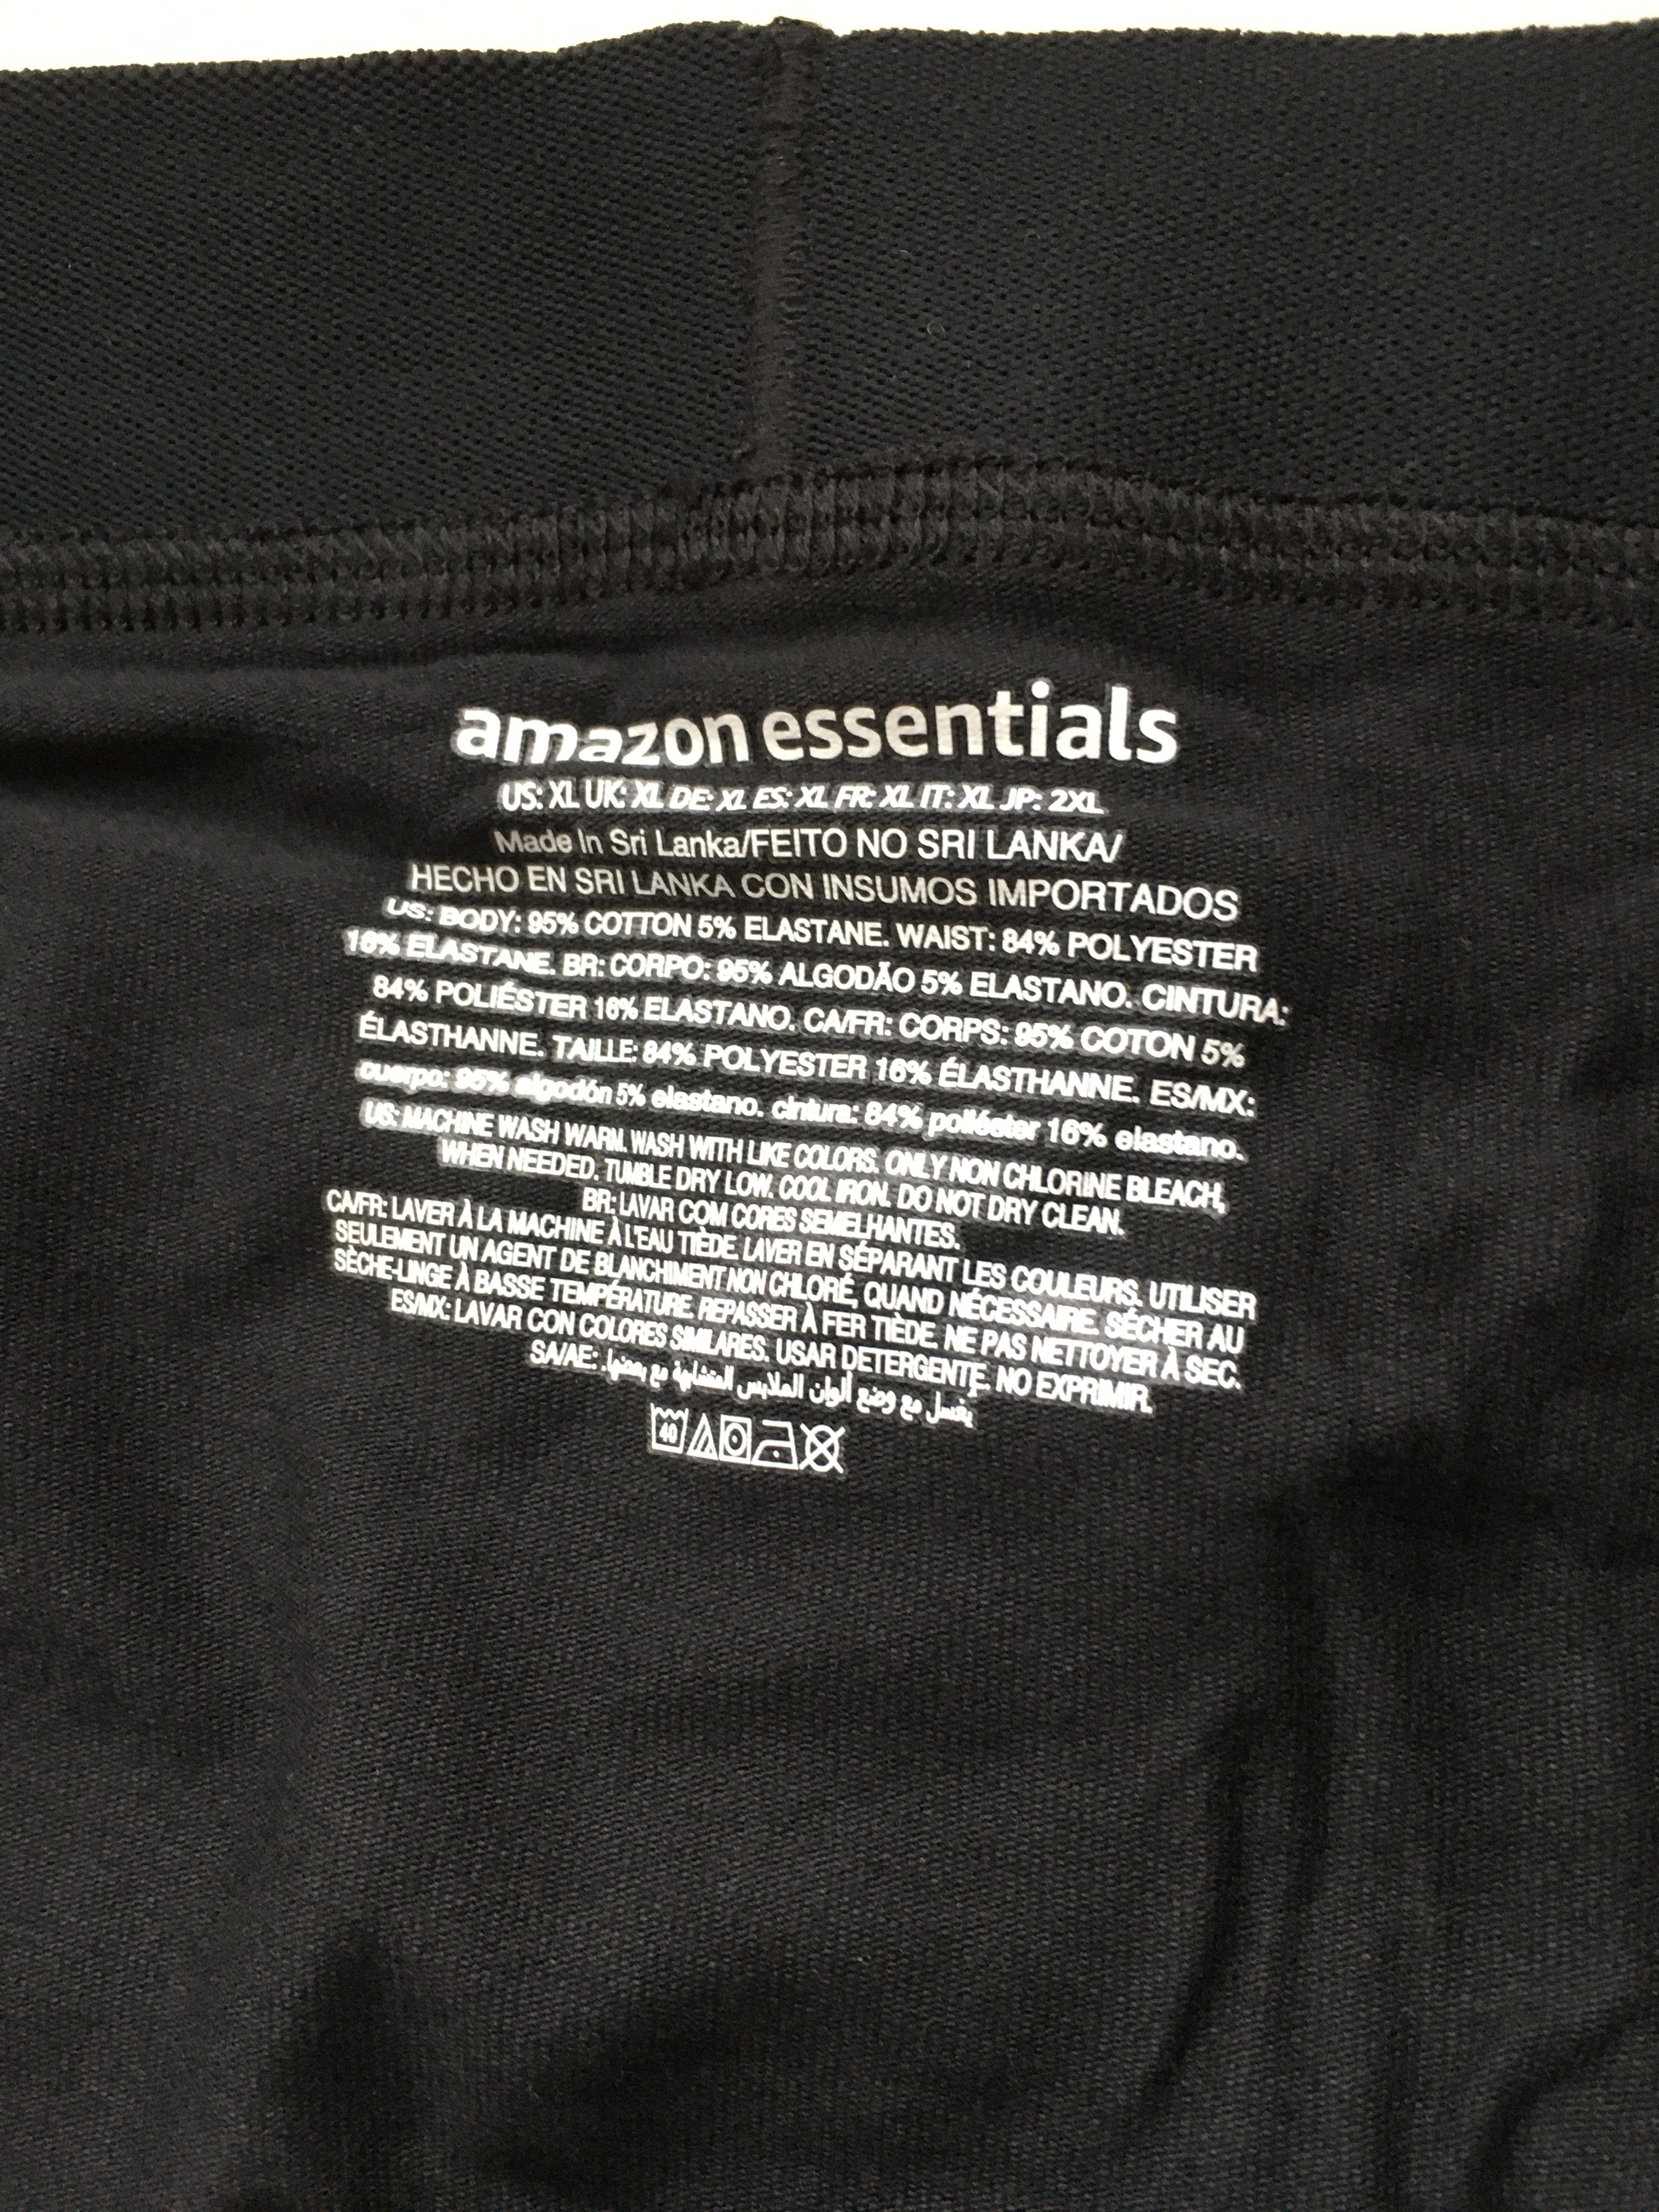 amazon essentials
US: XL UK: XL DE: XL ES: XL FR: XL IT: XL JP: 2XL
Made In Sri Lanka/FEITO NO SRI LANKA/
HECHO EN SRI LANKA CON INSUMOS IMPORTADOS
US: BODY: 95% COTTON 5% ELASTANE. WAIST: 84% POLYESTER
16% ELASTANE. BR: CORPO: 95% ALGODÃO 5% ELASTANO. CINTURA:
84% POLIÉSTER 16% ELASTANO. CA/FR: CORPS: 95% COTON 5%
ÉLASTHANNE. TAILLE: 84% POLYESTER 16% ÉLASTHANNE. ES/MX:
cuerpo: 95% algodón 5% elastano. cintura: 84% poliéster 16% elastano.
US: MACHINE WASH WARM. WASH WITH LIKE COLORS. ONLY NON CHLORINE BLEACH,
WHEN NEEDED. TUMBLE DRY LOW. COOL IRON. DO NOT DRY CLEAN.
BR: LAVAR COM CORES SEMELHANTES.
CA/FR: LAVER À LA MACHINE À L'EAU TIÈDE. LAVER EN SÉPARANT LES COULEURS. UTILISER
SEULEMENT UN AGENT DE BLANCHIMENT NON CHLORÉ, QUAND NÉCESSAIRE. SÉCHER AU
SÈCHE-LINGE À BASSE TEMPÉRATURE. REPASSER À FER TIÈDE. NE PAS NETTOYER À SEC.
ES/MX: LAVAR CON COLORES SIMILARES. USAR DETERGENTE. NO EXPRIMIR.
SA/AE: يغسل مع وضع ألوان الملابس المتشابهة مع بعضها.
40